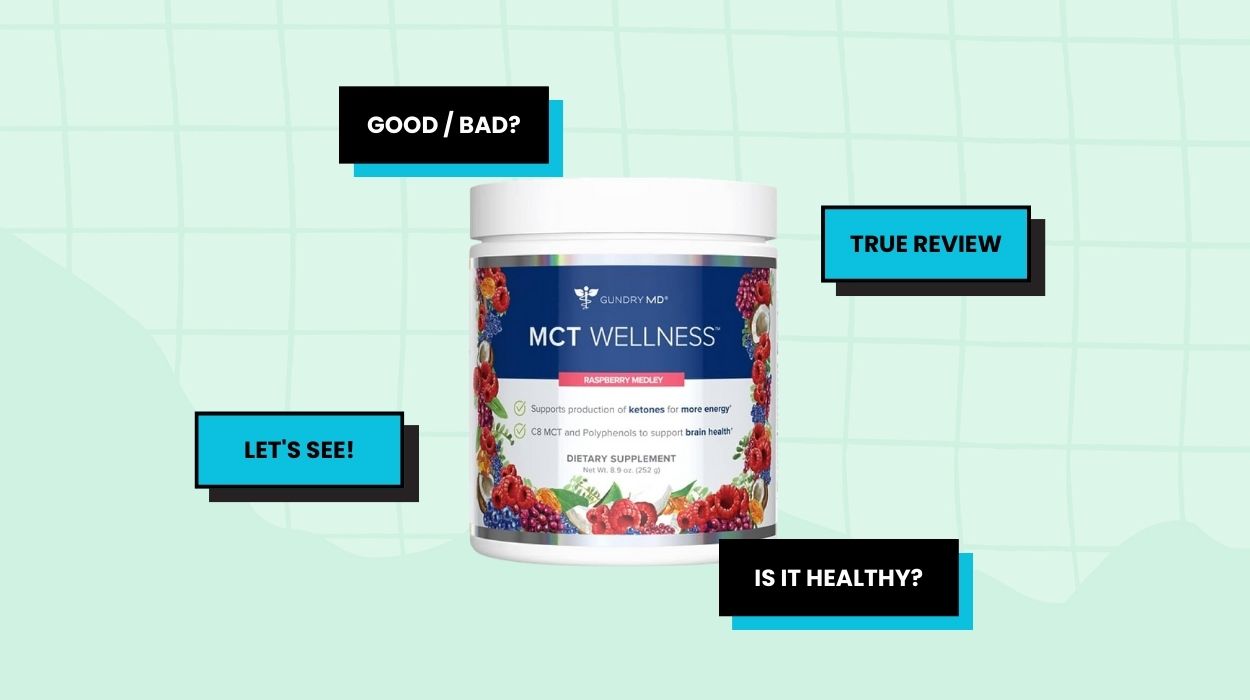 GOOD / BAD?
TRUE REVIEW
GUNDRY MD®
MCT WELLNESS™
RASPBERRY MEDLEY
Supports production of ketones for more energy*
C8 MCT and Polyphenols to support brain health*
DIETARY SUPPLEMENT
Net Wt. 8.9 oz. (252 g)
LET'S SEE!
IS IT HEALTHY?